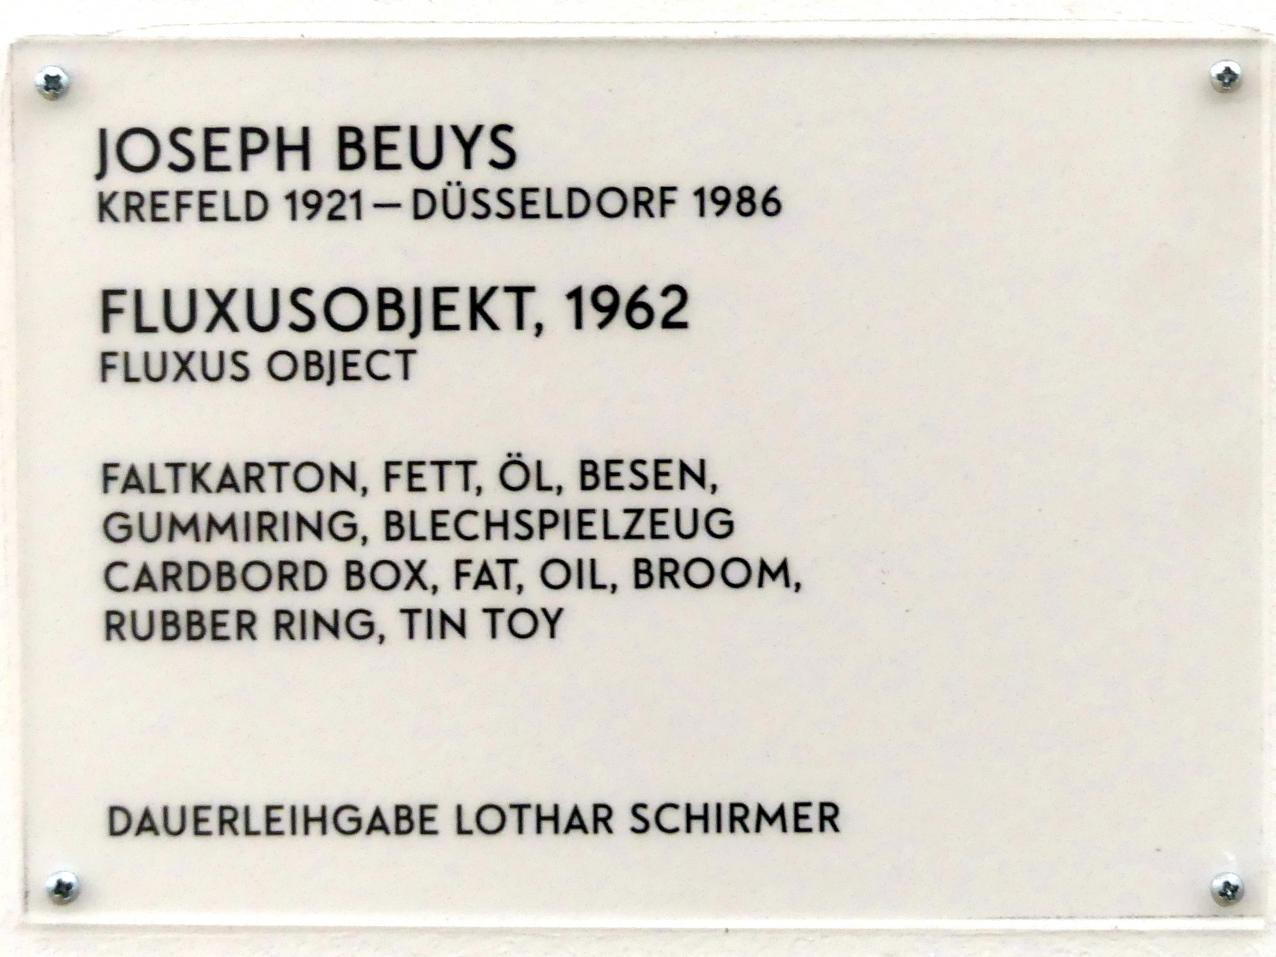 JOSEPH BEUYS
KREFELD 1921 – DÜSSELDORF 1986
FLUXUSOBJEKT, 1962
FLUXUS OBJECT
FALTKARTON, FETT, ÖL, BESEN,
GUMMIRING, BLECHSPIELZEUG
CARDBORD BOX, FAT, OIL, BROOM,
RUBBER RING, TIN TOY
DAUERLEIHGABE LOTHAR SCHIRMER